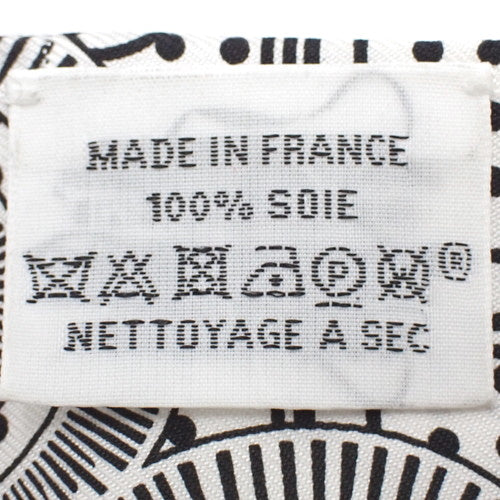 MADE IN FRANCE
100% SOIE
P ®
NETTOYAGE A SEC